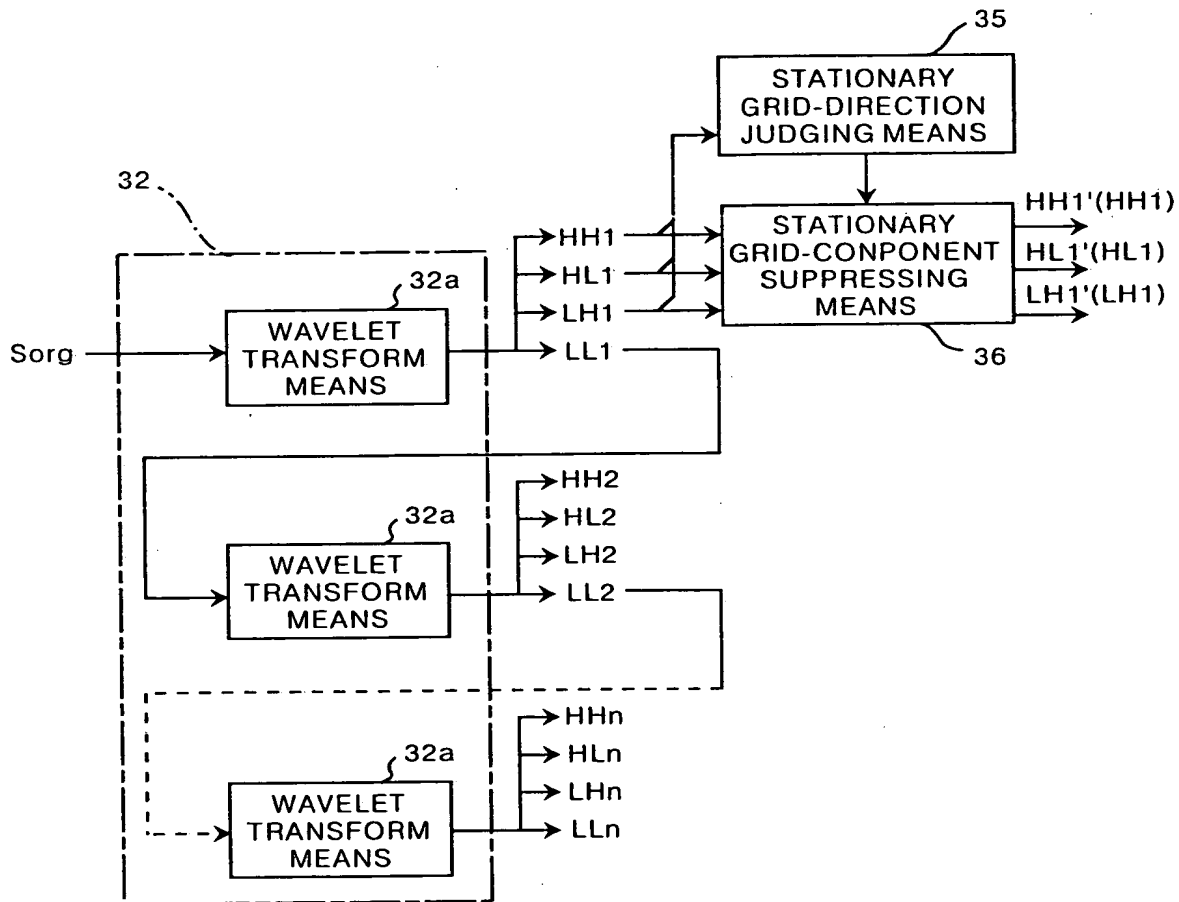 35
STATIONARY
GRID-DIRECTION
JUDGING MEANS
32
HH1
HL1
LH1
LL1
STATIONARY
GRID-COMPONENT
SUPPRESSING
MEANS
HH1'(HH1)
HL1'(HL1)
LH1'(LH1)
36
32a
Sorg
WAVELET
TRANSFORM
MEANS
HH2
HL2
LH2
LL2
32a
WAVELET
TRANSFORM
MEANS
HHn
HLn
LHn
LLn
32a
WAVELET
TRANSFORM
MEANS